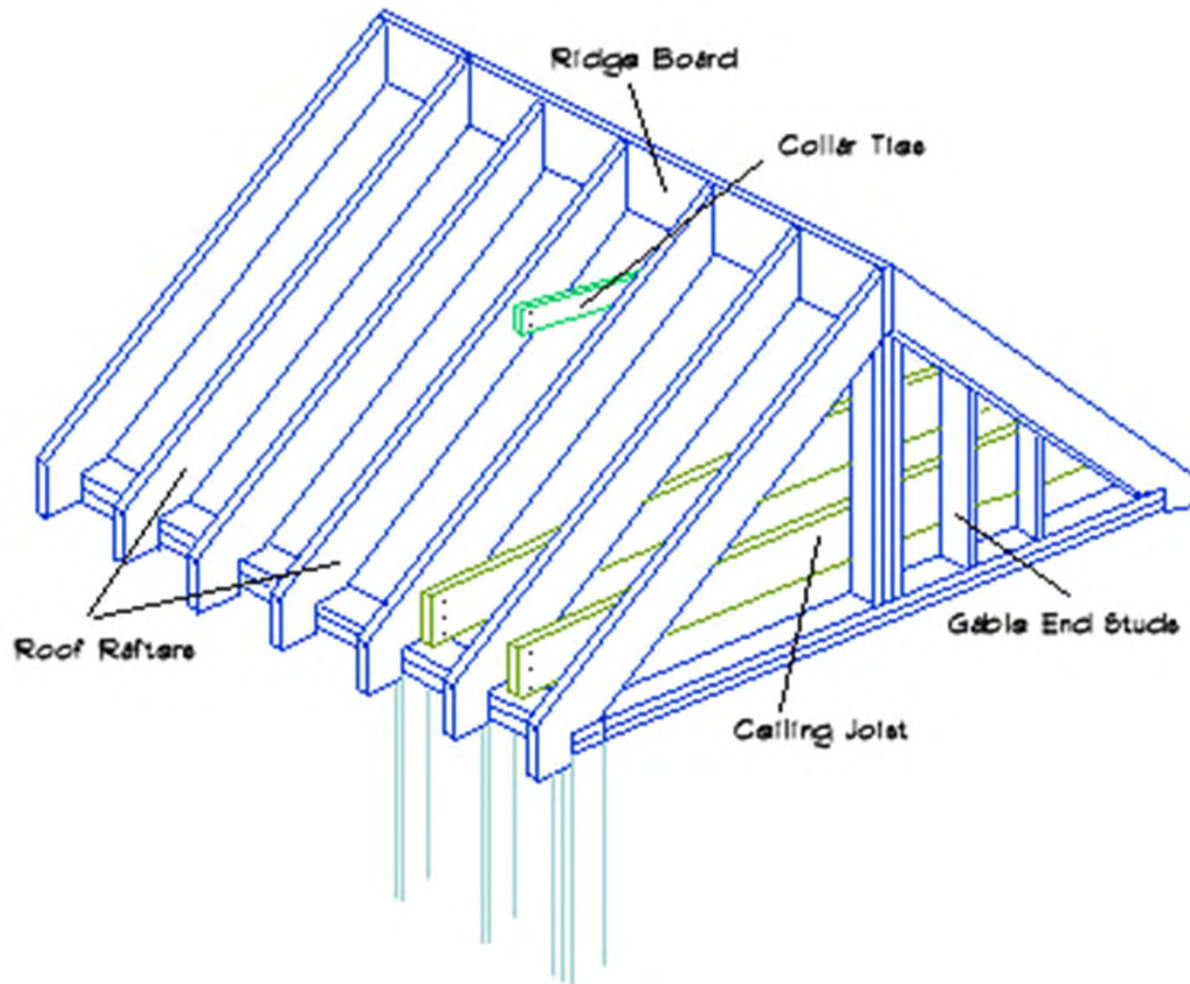 Ridge Board
Collar Ties
Roof Rafters
Gable End Studs
Ceiling Joist